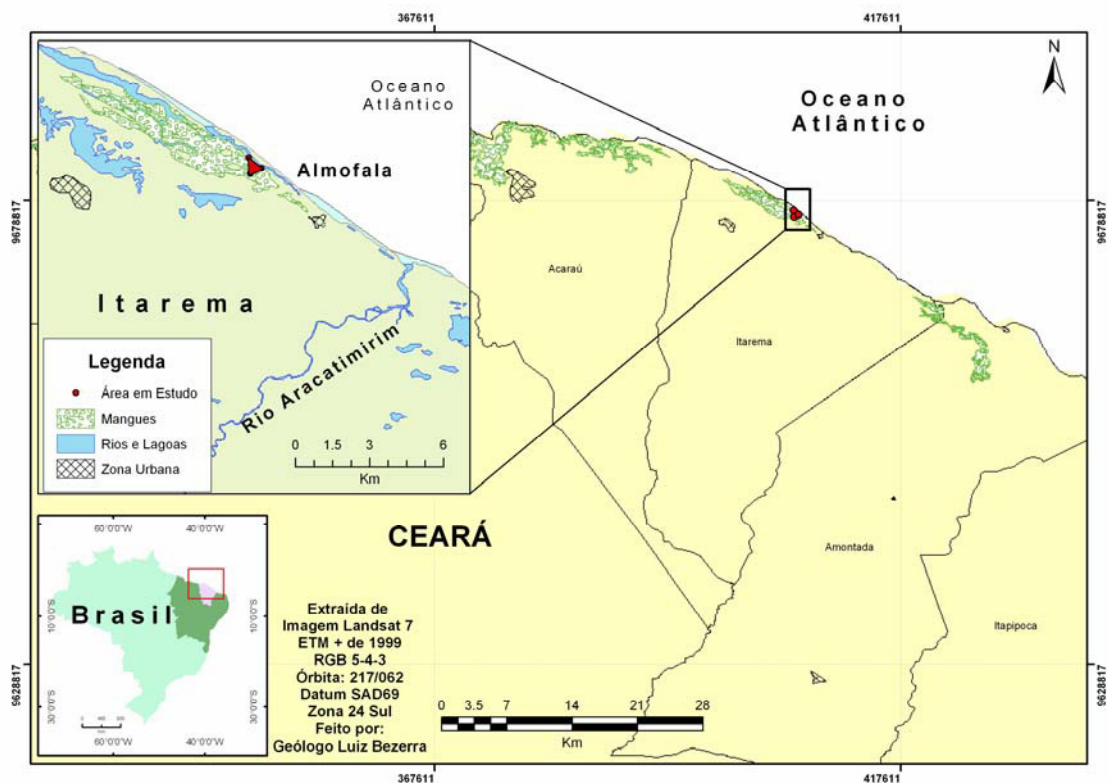 367611
417611
N
Oceano
Atlântico
Oceano
Atlântico
Almofala
9678817
9678817
Acaraú
Itarema
Itarema
Rio Aracatimirim
Legenda
Área em Estudo
Mangues
Rios e Lagoas
Zona Urbana
0 1.5 3 6
Km
CEARÁ
Amontada
Itapipoca
60°0'0"W 40°0'0"W
10°0'0"S
10°0'0"S
30°0'0"S
30°0'0"S
Brasil
60°0'0"W 40°0'0"W
Extraída de
Imagem Landsat 7
ETM + de 1999
RGB 5-4-3
Órbita: 217/062
Datum SAD69
Zona 24 Sul
Feito por:
Geólogo Luiz Bezerra
0 3.5 7 14 21 28
Km
9628817
9628817
367611
417611